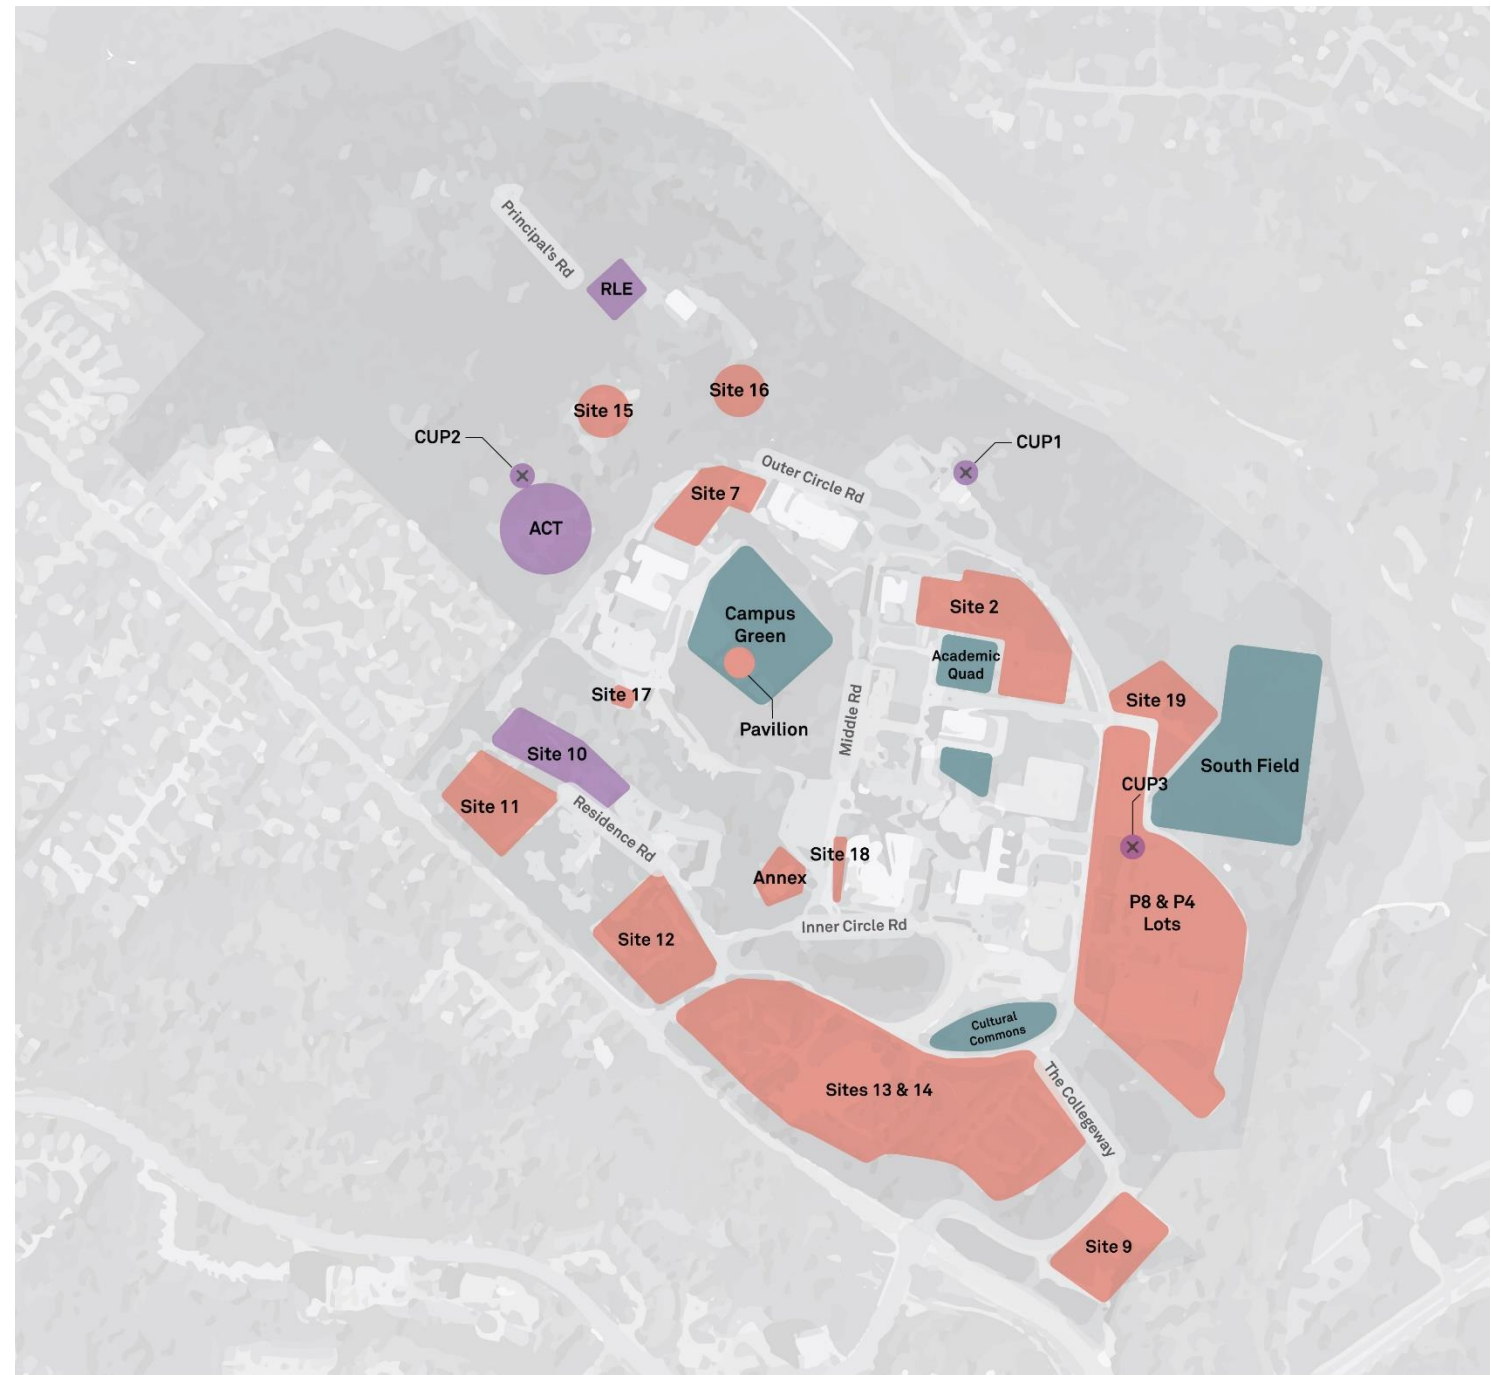 Principal's Rd
RLE
Site 16
Site 15
CUP2
CUP1
Outer Circle Rd
Site 7
ACT
Site 2
Campus
Green
Academic
Quad
Site 17
Site 19
Middle Rd
Pavilion
Site 10
South Field
CUP3
Site 11
Residence Rd
Site 18
Annex
P8 & P4
Lots
Inner Circle Rd
Site 12
Cultural
Commons
Sites 13 & 14
The Collegeway
Site 9